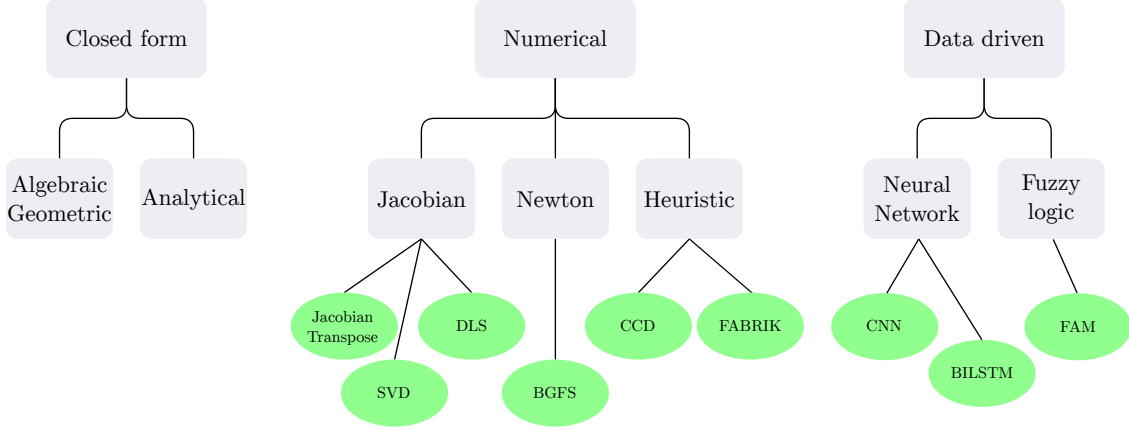 Closed form
Numerical
Data driven
Algebraic
Geometric
Analytical
Jacobian
Newton
Heuristic
Neural
Network
Fuzzy
logic
Jacobian
Transpose
DLS
CCD
FABRIK
CNN
FAM
BILSTM
SVD
BGFS